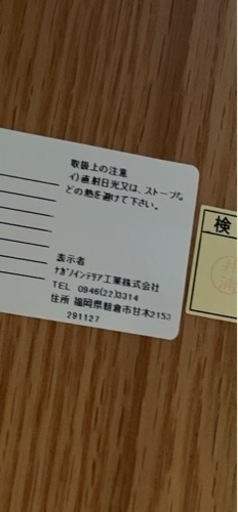 取扱上の注意
イ)直射日光又は、ストーブな
どの熱を避けて下さい。
表示者
ナガノインテリア工業株式会社
TEL 0946(22)3314
住所 福岡県朝倉市甘木2153
291127
検